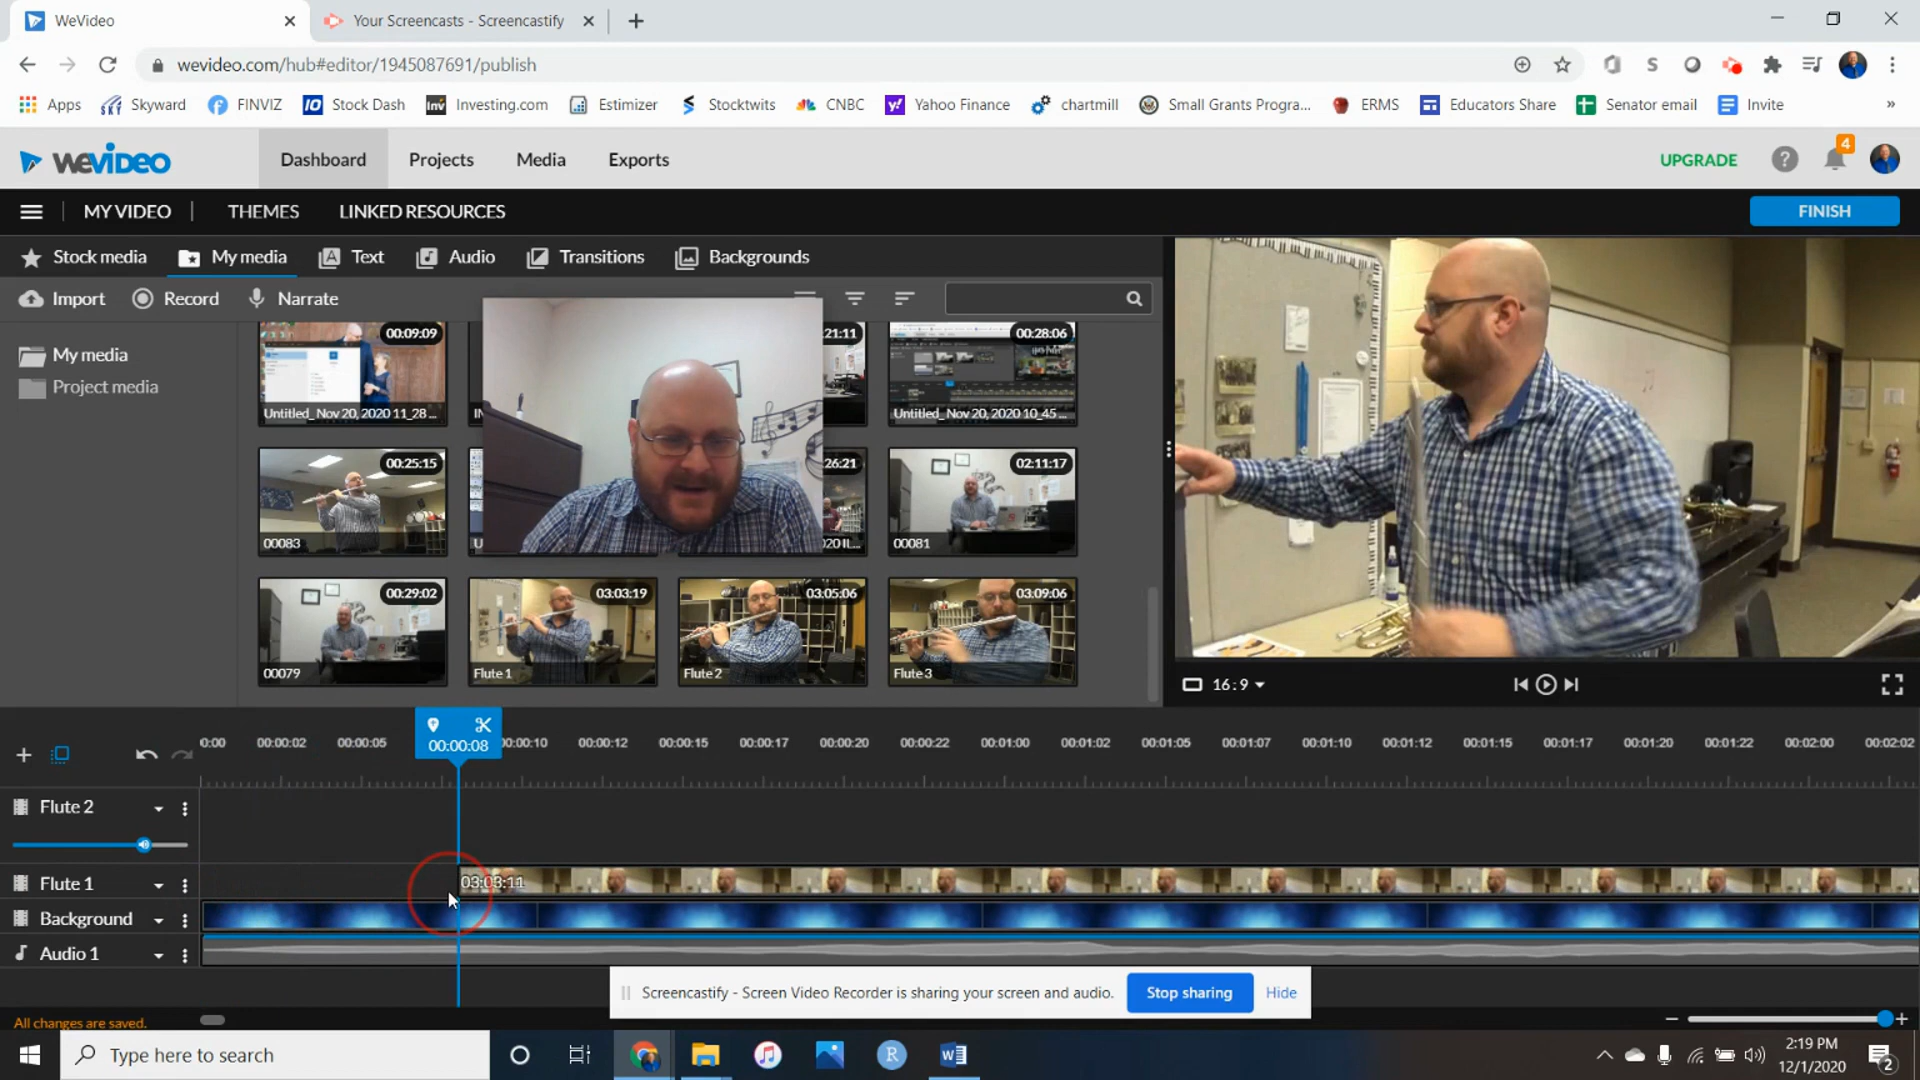 WeVideo
Your Screencasts - Screencastify
wevideo.com/hub#editor/1945087691/publish
Apps Skyward FINVIZ IO Stock Dash Inv Investing.com Estimizer Stocktwits CNBC Yahoo Finance chartmill Small Grants Progra... ERMS Educators Share Senator email Invite »
WEVIDEO Dashboard Projects Media Exports UPGRADE ? 4
MY VIDEO THEMES LINKED RESOURCES FINISH
Stock media My media Text Audio Transitions Backgrounds
Import Record Narrate
My media
Project media
00:09:09 21:11 00:28:06
Untitled_ Nov 20, 2020 11_28 ... Untitled_ Nov 20, 2020 10_45 ...
00:25:15 26:21 02:11:17
00083 00081
00:29:02 03:03:19 03:05:06 03:09:06
00079 Flute 1 Flute 2 Flute 3
16:9
00:00:08
0:00 00:00:02 00:00:05 0:00:10 00:00:12 00:00:15 00:00:17 00:00:20 00:00:22 00:01:00 00:01:02 00:01:05 00:01:07 00:01:10 00:01:12 00:01:15 00:01:17 00:01:20 00:01:22 00:02:00 00:02:02
Flute 2
Flute 1 03:03:11
Background
Audio 1
Screencastify - Screen Video Recorder is sharing your screen and audio. Stop sharing Hide
All changes are saved.
Type here to search
2:19 PM
12/1/2020
2